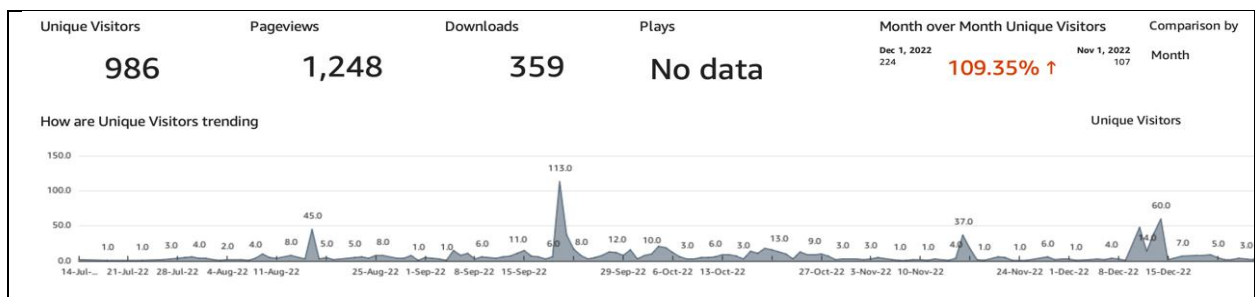 Unique Visitors Pageviews Downloads Plays Month over Month Unique Visitors Comparison by
Dec 1, 2022 Nov 1, 2022
224 107
986 1,248 359 No data 109.35% ↑ Month
How are Unique Visitors trending Unique Visitors
150.0
100.0
50.0
0.0
113.0
60.0
45.0
37.0
1.0 1.0 3.0 4.0 2.0 4.0 8.0 5.0 5.0 8.0 1.0 1.0 6.0 11.0 6.0 8.0 12.0 10.0 3.0 6.0 3.0 13.0 9.0 3.0 3.0 1.0 1.0 4.0 1.0 1.0 6.0 1.0 4.0 14.0 7.0 5.0 3.0
14-Jul-... 21-Jul-22 28-Jul-22 4-Aug-22 11-Aug-22 25-Aug-22 1-Sep-22 8-Sep-22 15-Sep-22 29-Sep-22 6-Oct-22 13-Oct-22 27-Oct-22 3-Nov-22 10-Nov-22 24-Nov-22 1-Dec-22 8-Dec-22 15-Dec-22